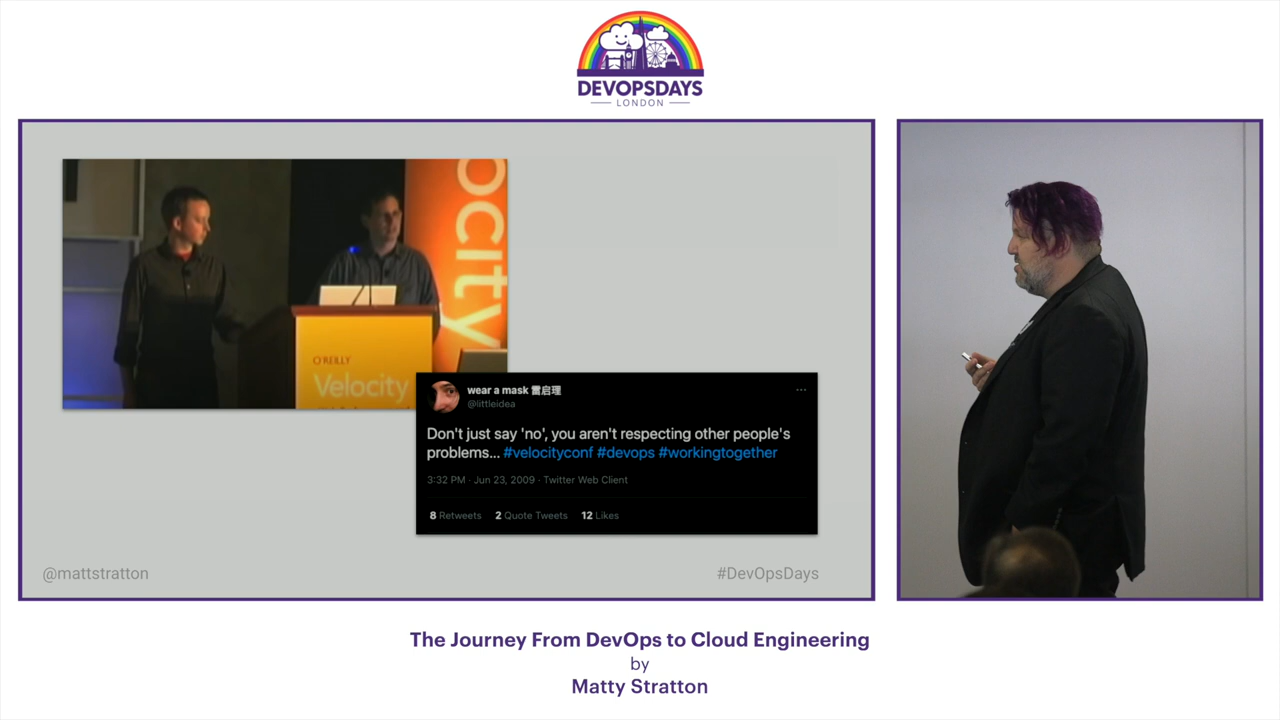 DEVOPSDAYS
LONDON
ocity
O'REILLY
Velocity
wear a mask 雷启理
@littleidea
Don't just say 'no', you aren't respecting other people's
problems... #velocityconf #devops #workingtogether
3:32 PM · Jun 23, 2009 · Twitter Web Client
8 Retweets 2 Quote Tweets 12 Likes
@mattstratton
#DevOpsDays
The Journey From DevOps to Cloud Engineering
by
Matty Stratton